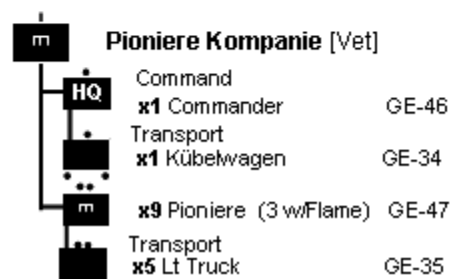 Pioniere Kompanie [Vet]
Command
HQ
x1 Commander GE-46
Transport
x1 Kübelwagen GE-34
x9 Pioniere (3 w/Flame) GE-47
Transport
x5 Lt Truck GE-35